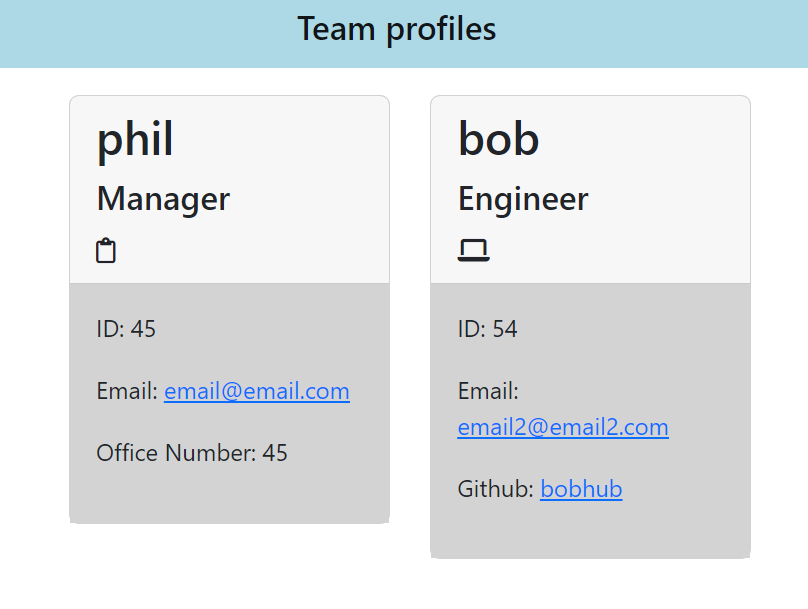 Team profiles
phil
Manager
ID: 45
Email: email@email.com
Office Number: 45
bob
Engineer
ID: 54
Email:
email2@email2.com
Github: bobhub